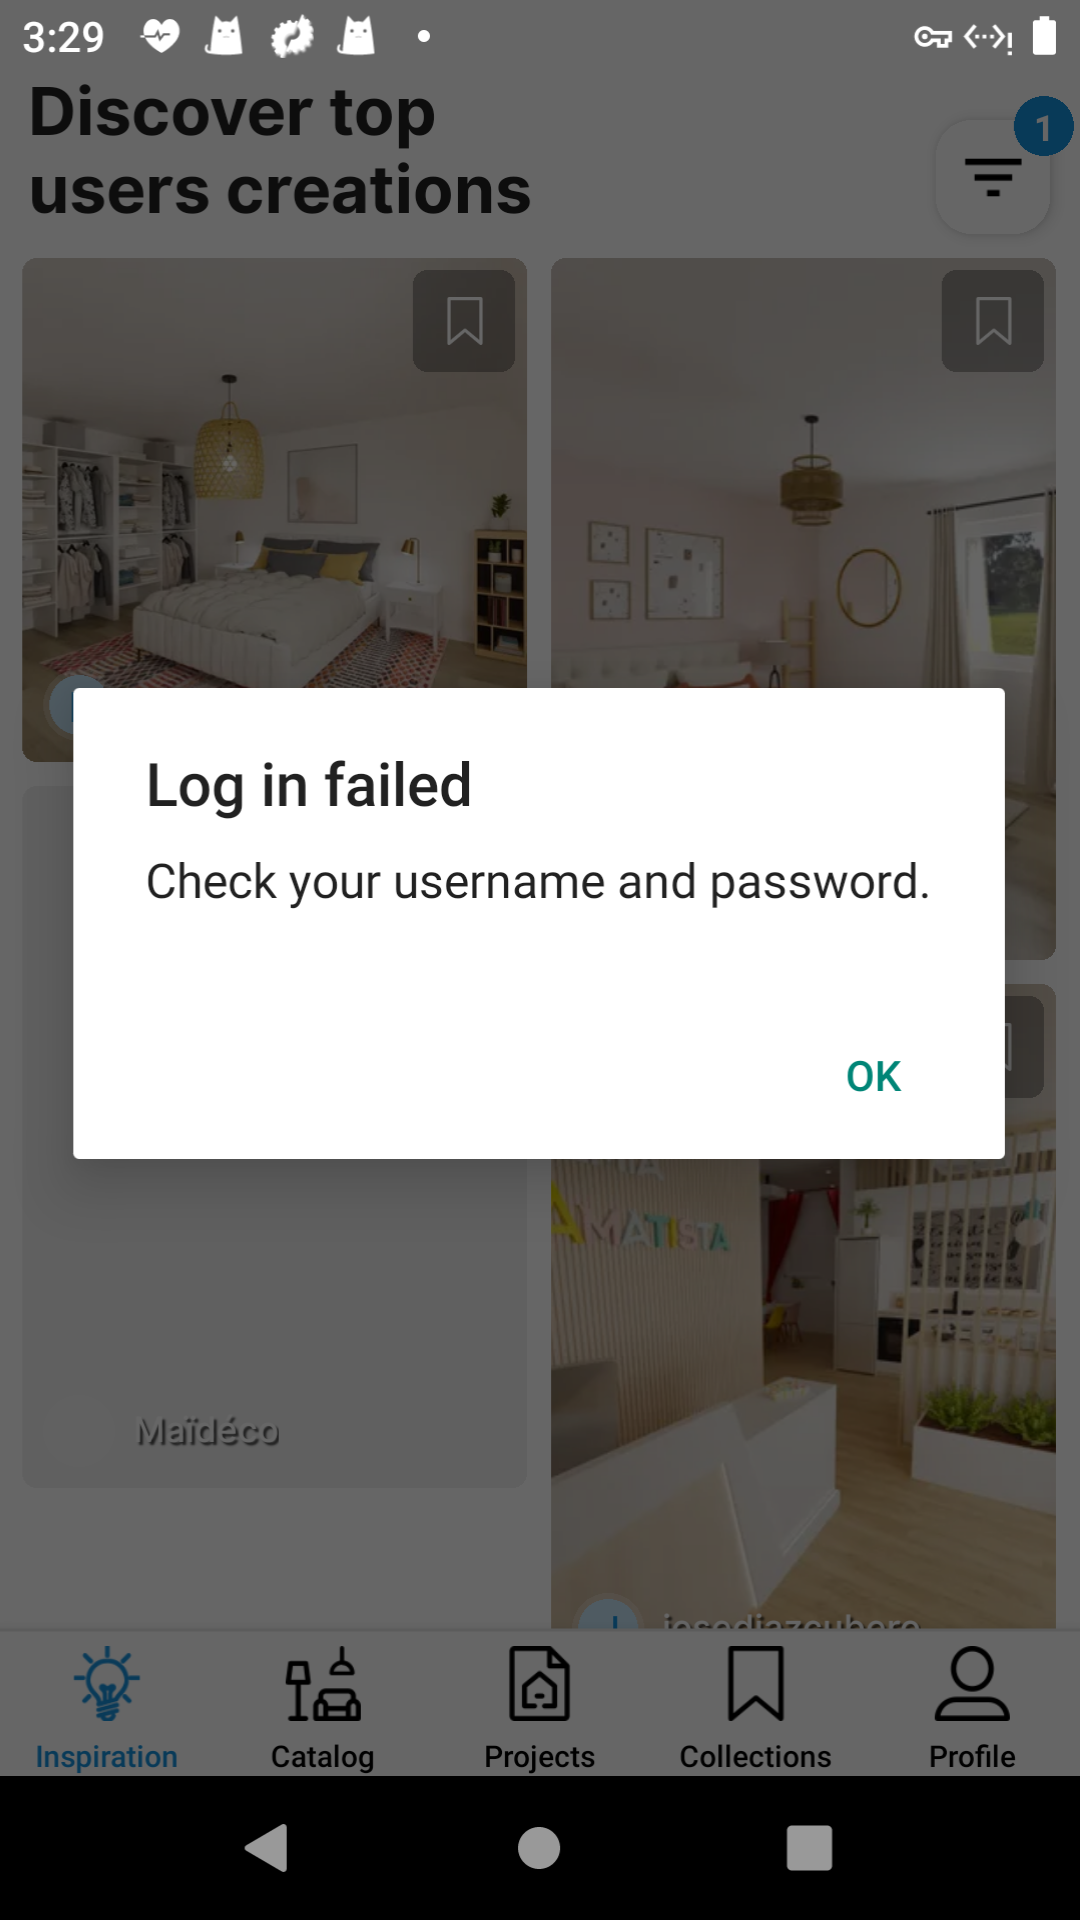 3:29
Discover top
users creations
1
Log in failed
Check your username and password.
OK
AMATISTA
Maïdéco
josediazcubero
Inspiration
Catalog
Projects
Collections
Profile